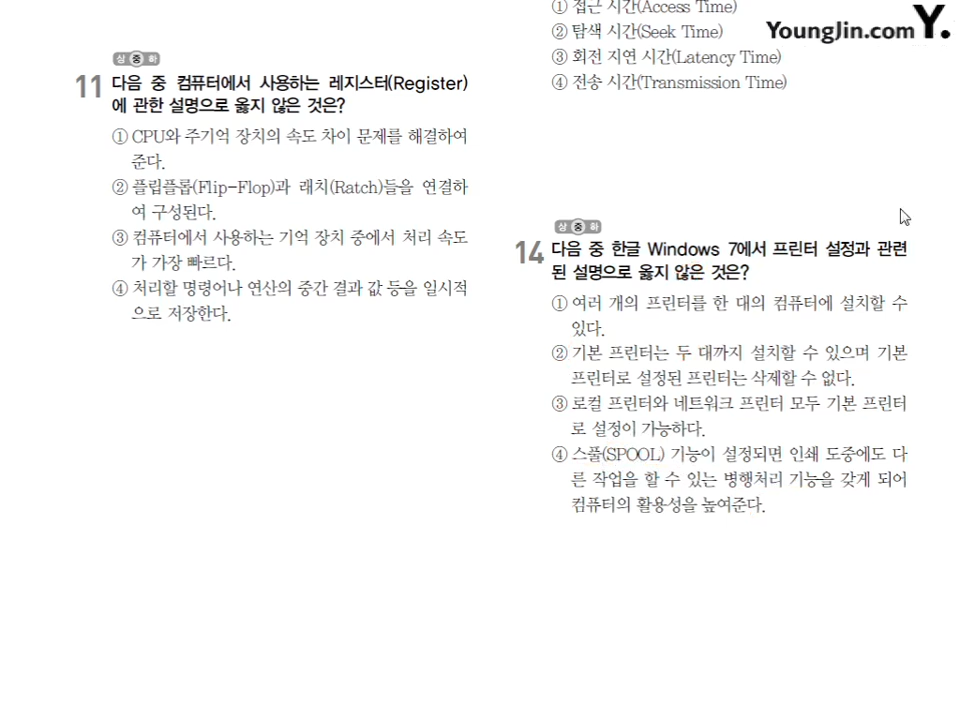 상 중 하
11 다음 중 컴퓨터에서 사용하는 레지스터(Register)
에 관한 설명으로 옳지 않은 것은?
① CPU와 주기억 장치의 속도 차이 문제를 해결하여
준다.
② 플립플롭(Flip-Flop)과 래치(Ratch)들을 연결하
여 구성된다.
③ 컴퓨터에서 사용하는 기억 장치 중에서 처리 속도
가 가장 빠르다.
④ 처리할 명령어나 연산의 중간 결과 값 등을 일시적
으로 저장한다.
① 접근 시간(Access Time)
② 탐색 시간(Seek Time)
③ 회전 지연 시간(Latency Time)
④ 전송 시간(Transmission Time)
YoungJin.com Y.
상 중 하
14 다음 중 한글 Windows 7에서 프린터 설정과 관련
된 설명으로 옳지 않은 것은?
① 여러 개의 프린터를 한 대의 컴퓨터에 설치할 수
있다.
② 기본 프린터는 두 대까지 설치할 수 있으며 기본
프린터로 설정된 프린터는 삭제할 수 없다.
③ 로컬 프린터와 네트워크 프린터 모두 기본 프린터
로 설정이 가능하다.
④ 스풀(SPOOL) 기능이 설정되면 인쇄 도중에도 다
른 작업을 할 수 있는 병행처리 기능을 갖게 되어
컴퓨터의 활용성을 높여준다.